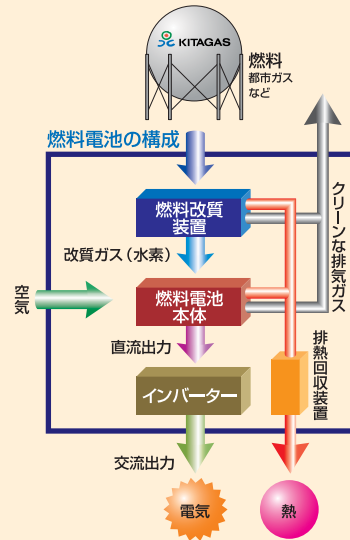 KITAGAS
燃料
都市ガス
など
燃料電池の構成
燃料改質
装置
改質ガス（水素）
空気
燃料電池
本体
直流出力
インバーター
交流出力
電気
熱
クリーンな排気ガス
排熱回収装置